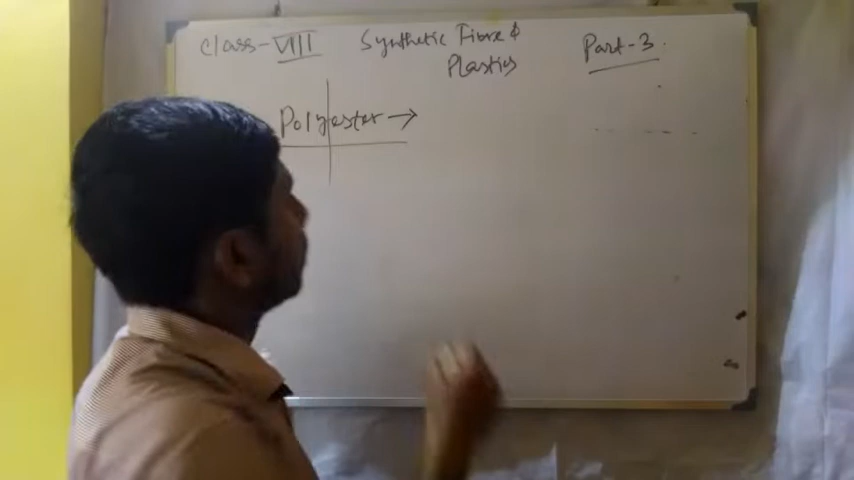 Class-VIII Synthetic Fibre & Part-3
Plastics
Polyester →